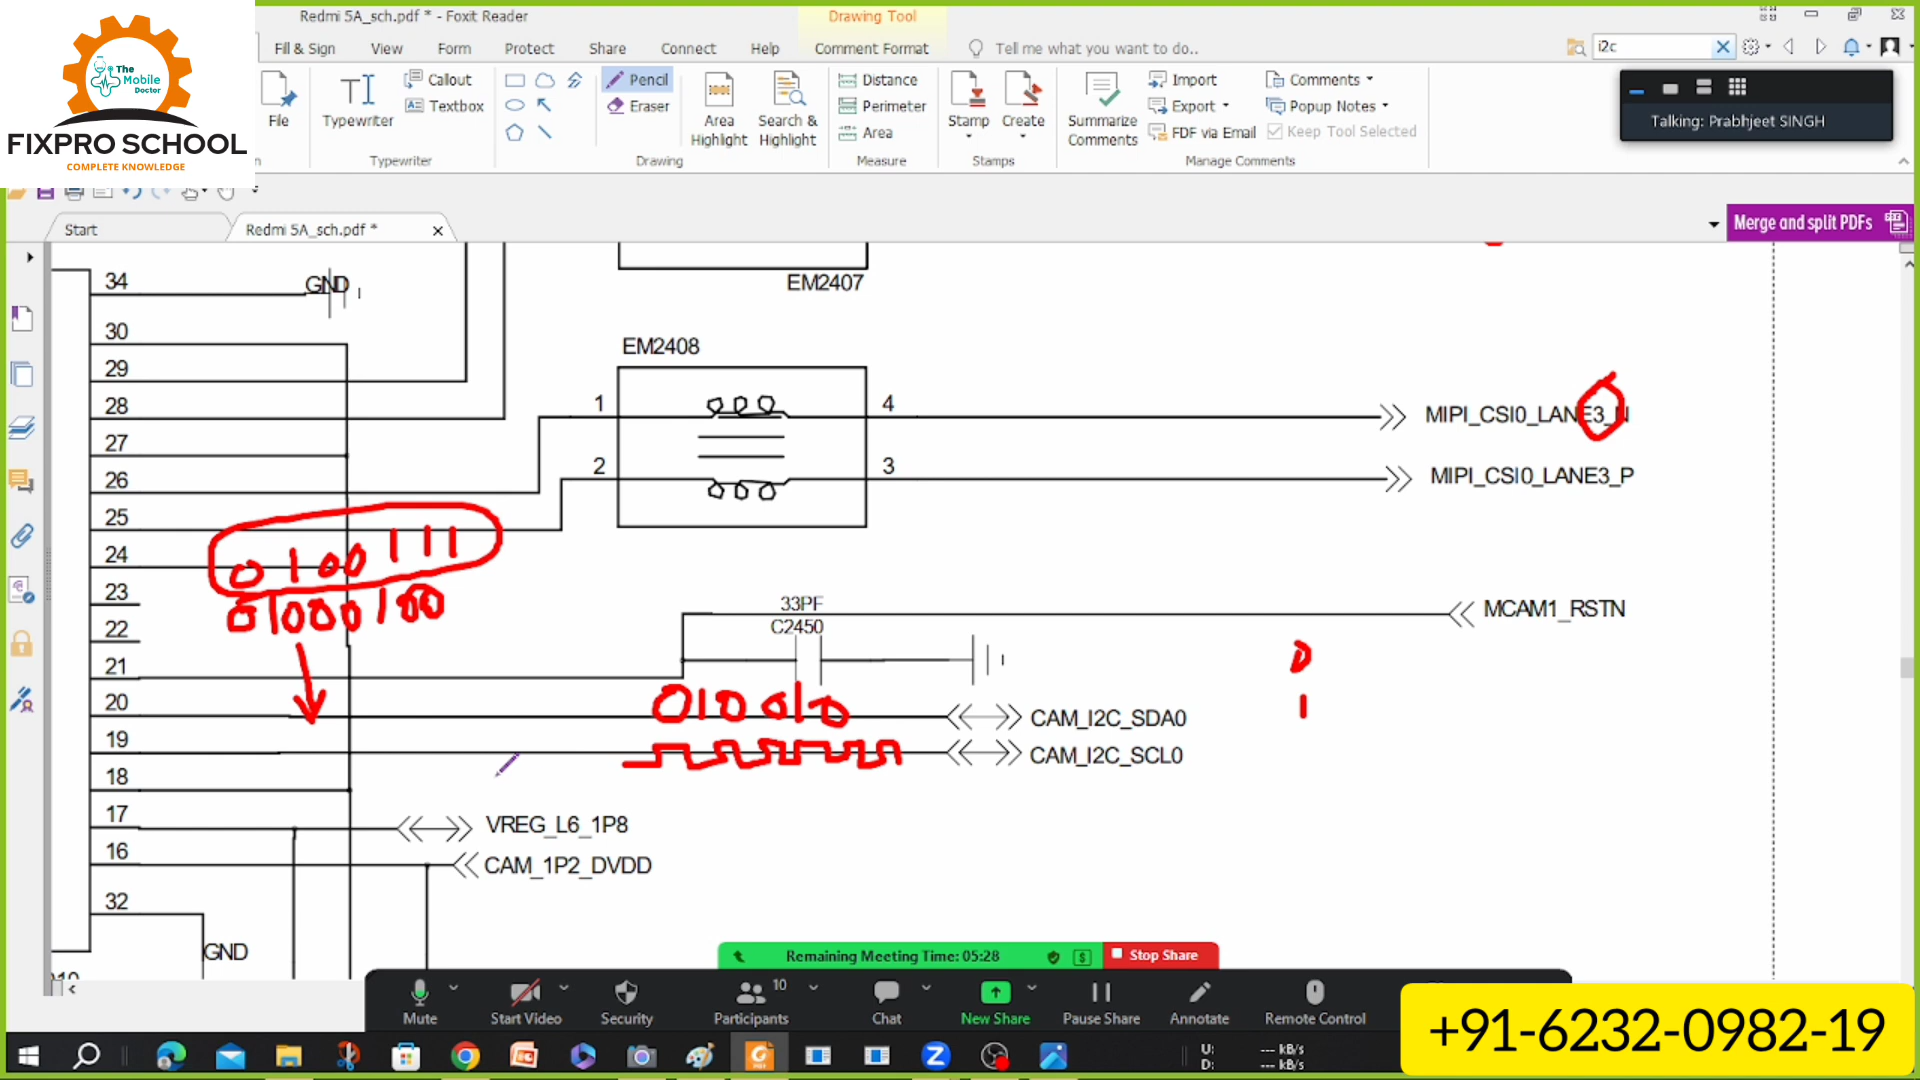 The
Mobile
Doctor
FIXPRO SCHOOL
COMPLETE KNOWLEDGE
Redmi 5A_sch.pdf * - Foxit Reader
Drawing Tool
Fill & Sign
View
Form
Protect
Share
Connect
Help
Comment Format
Tell me what you want to do..
i2c
File
Typewriter
Callout
Textbox
Typewriter
Pencil
Eraser
Area
Highlight
Search &
Highlight
Drawing
Distance
Perimeter
Area
Measure
Stamp
Create
Stamps
Summarize
Comments
Import
Export
FDF via Email
Comments
Popup Notes
Keep Tool Selected
Manage Comments
Talking: Prabhjeet SINGH
Start
Redmi 5A_sch.pdf *
Merge and split PDFs
34
GND
30
29
28
27
26
25
24
23
22
21
20
19
18
17
16
32
GND
EM2407
EM2408
1
4
2
3
MIPI_CSI0_LANE3_N
MIPI_CSI0_LANE3_P
0100111
01000100
33PF
C2450
MCAM1_RSTN
0
1
010010
CAM_I2C_SDA0
CAM_I2C_SCL0
VREG_L6_1P8
CAM_1P2_DVDD
Remaining Meeting Time: 05:28
Stop Share
Mute
Start Video
Security
Participants
10
Chat
New Share
Pause Share
Annotate
Remote Control
+91-6232-0982-19
U: --- kB/s
D: --- kB/s